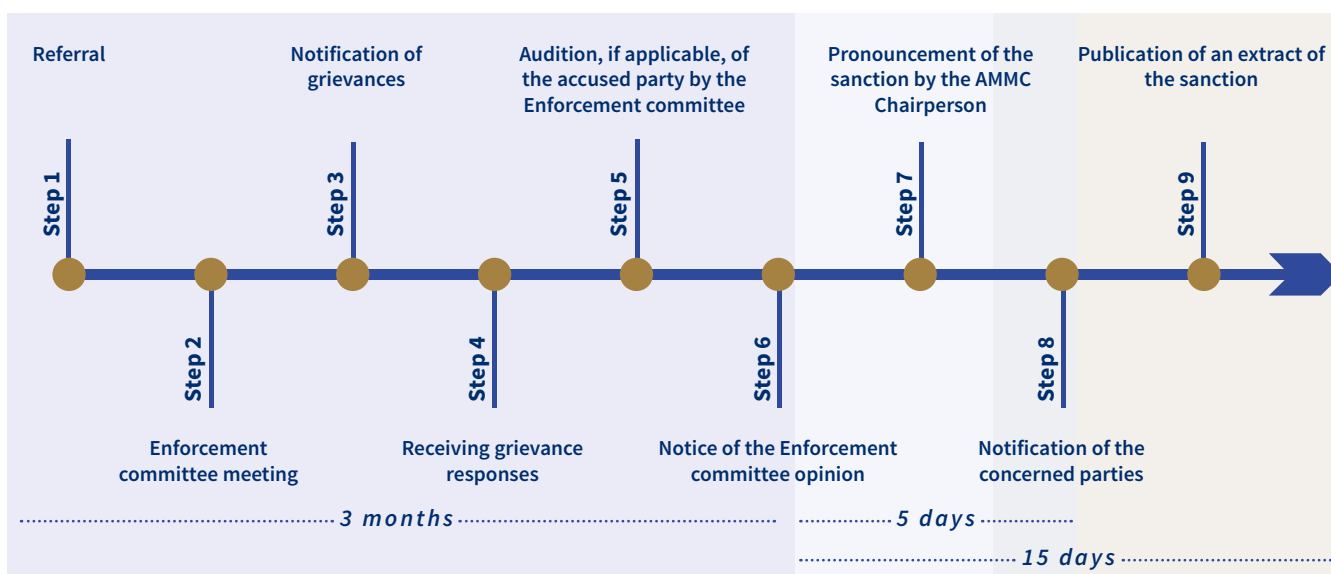 Referral
Notification of
grievances
Audition, if applicable, of
the accused party by the
Enforcement committee
Pronouncement of the
sanction by the AMMC
Chairperson
Publication of an extract of
the sanction
Step 1
Step 3
Step 5
Step 7
Step 9
Step 2
Step 4
Step 6
Step 8
Enforcement
committee meeting
Receiving grievance
responses
Notice of the Enforcement
committee opinion
Notification of the
concerned parties
3 months
5 days
15 days